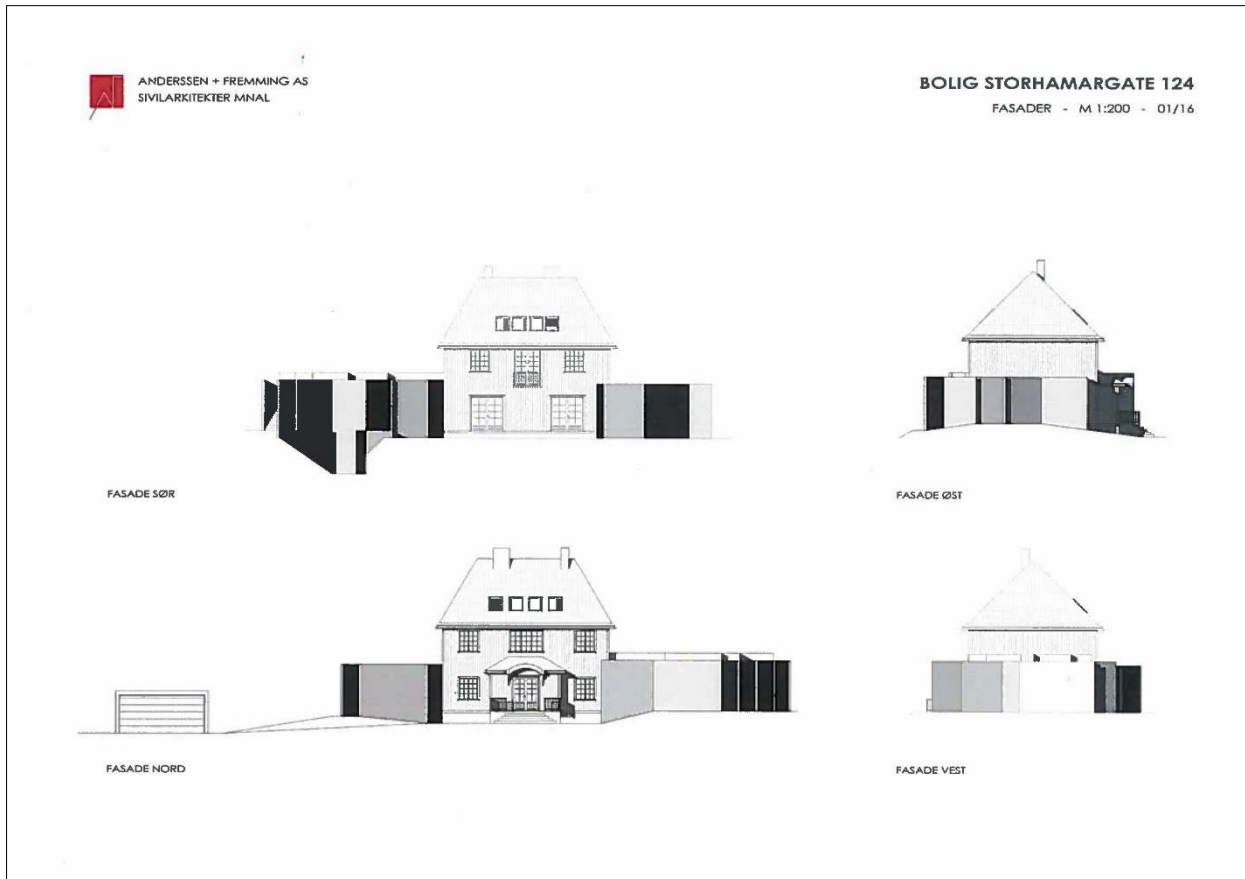 ANDERSSEN + FREMMING AS
SIVILARKITEKTER MNAL
BOLIG STORHAMARGATE 124
FASADER - M 1:200 - 01/16
FASADE SØR
FASADE ØST
FASADE NORD
FASADE VEST